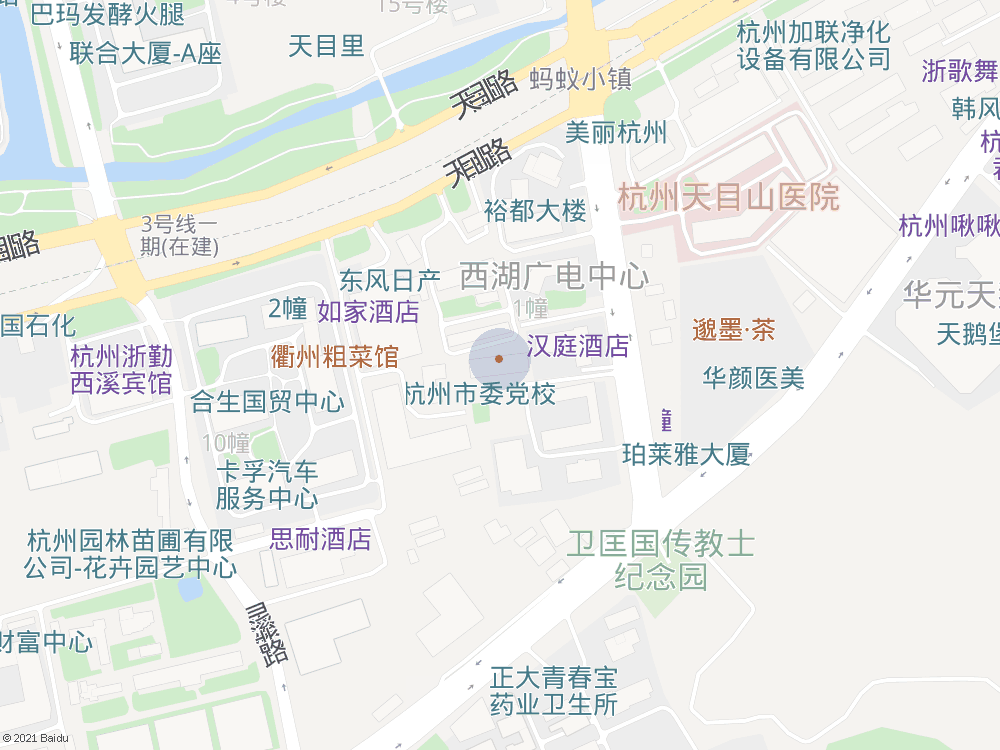 巴玛发酵火腿
4号楼
15号楼
联合大厦-A座
天目里
蚂蚁小镇
杭州加联净化
设备有限公司
浙歌舞
韩风
杭
君
美丽杭州
杭州天目山医院
杭州啾啾
裕都大楼
3号线一
期(在建)
东风日产
西湖广电中心
1幢
华元天
天鹅堡
2幢
如家酒店
国石化
杭州浙勤
西溪宾馆
衢州粗菜馆
汉庭酒店
邈墨·茶
华颜医美
合生国贸中心
杭州市委党校
10幢
幢
珀莱雅大厦
卡孚汽车
服务中心
杭州园林苗圃有限
公司-花卉园艺中心
思耐酒店
卫匡国传教士
纪念园
财富中心
正大青春宝
药业卫生所
© 2021 Baidu